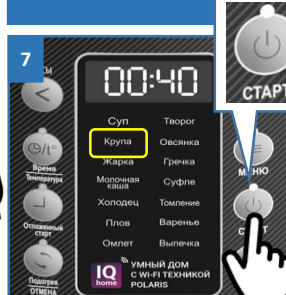 7
СТАРТ
00:40
Суп Творог
Крупа Овсянка
Жарка Гречка
Молочная каша Суфле
Холодец Томление
Плов Варенье
Омлет Выпечка
t°
Время
Температура
МЕНЮ
Отложенный
старт
Подогрев
ОТМЕНА
IQ
home
УМНЫЙ ДОМ
С WI-FI ТЕХНИКОЙ
POLARIS